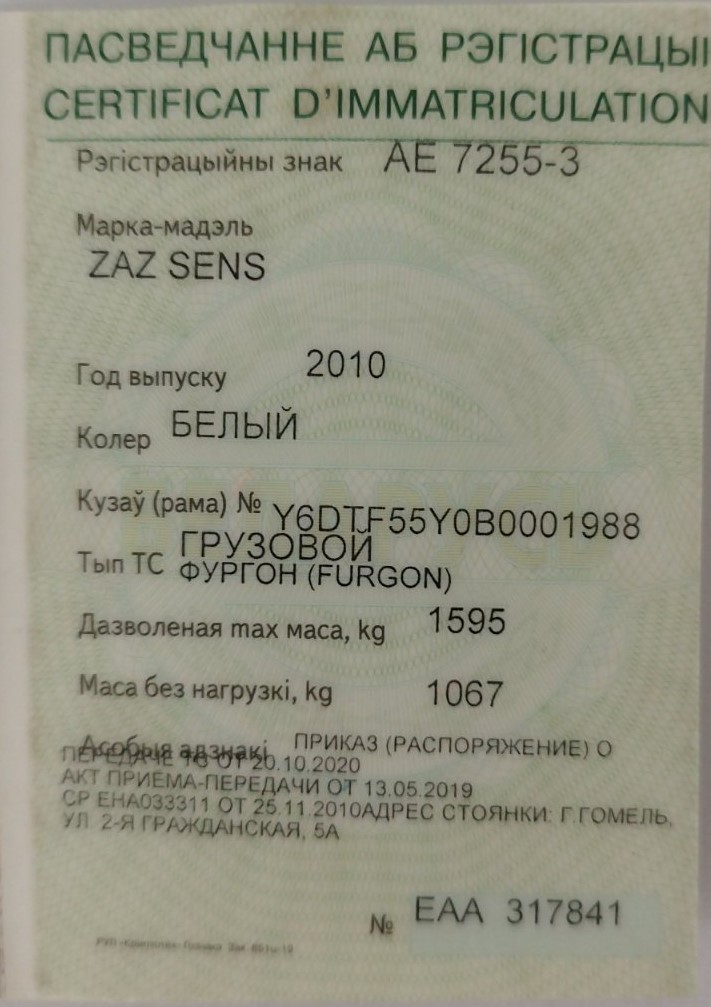 ПАСВЕДЧАННЕ АБ РЭГІСТРАЦЫІ
CERTIFICAT D'IMMATRICULATION
Рэгістрацыйны знак АЕ 7255-3
Марка-мадэль
ZAZ SENS
Год выпуску 2010
Колер БЕЛЫЙ
Кузаў (рама) № Y6DTF55Y0B0001988
ГРУЗОВОЙ
Тып ТС ФУРГОН (FURGON)
Дазволеная max маса, kg 1595
Маса без нагрузкі, kg 1067
Асобыя адзнакі ПРИКАЗ (РАСПОРЯЖЕНИЕ) О
ПЕРЕДАЧЕ ТС ОТ 20.10.2020
АКТ ПРИЕМА-ПЕРЕДАЧИ ОТ 13.05.2019
СР ЕНА033311 ОТ 25.11.2010АДРЕС СТОЯНКИ: Г.ГОМЕЛЬ,
УЛ. 2-Я ГРАЖДАНСКАЯ, 5А
№ ЕАА 317841